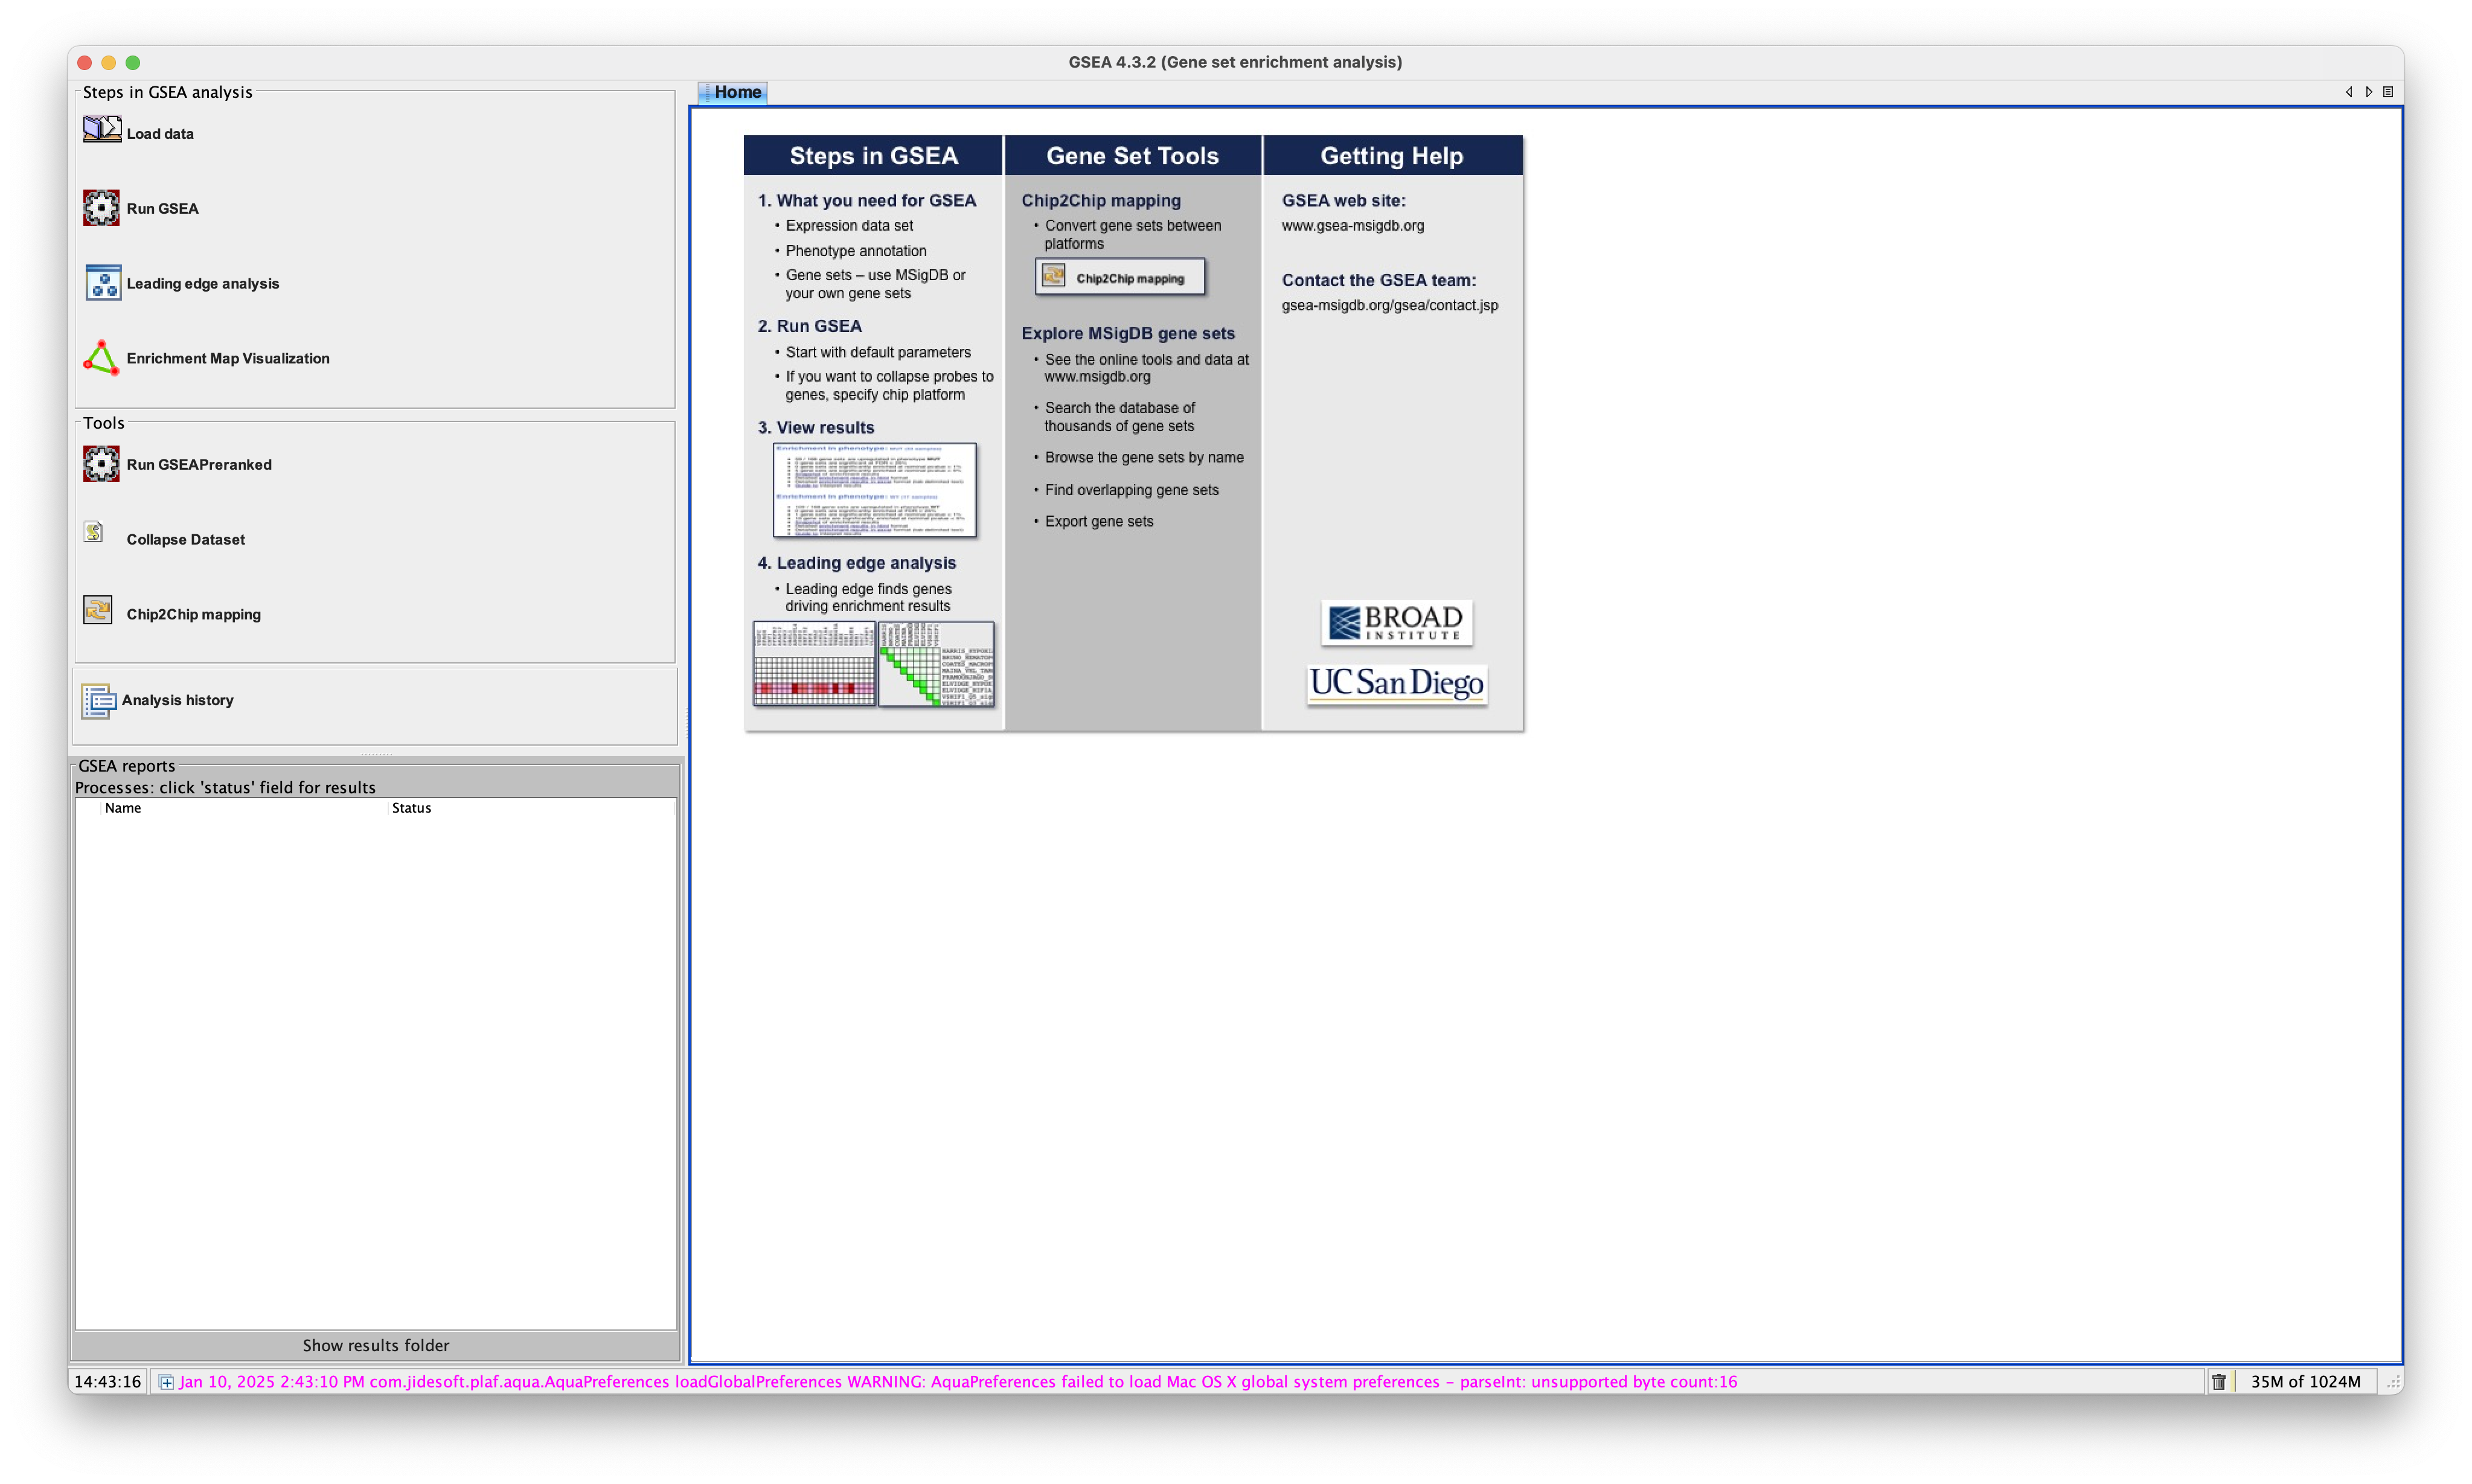 GSEA 4.3.2 (Gene set enrichment analysis)
Steps in GSEA analysis
Load data
Run GSEA
Leading edge analysis
Enrichment Map Visualization
Tools
Run GSEAPreranked
Collapse Dataset
Chip2Chip mapping
Analysis history
GSEA reports
Processes: click 'status' field for results
Name Status
Show results folder
Home
Steps in GSEA
1. What you need for GSEA
• Expression data set
• Phenotype annotation
• Gene sets – use MSigDB or
your own gene sets
2. Run GSEA
• Start with default parameters
• If you want to collapse probes to
genes, specify chip platform
3. View results
Enrichment in phenotype:
Enrichment in phenotype:
4. Leading edge analysis
• Leading edge finds genes
driving enrichment results
Gene Set Tools
Chip2Chip mapping
• Convert gene sets between
platforms
Chip2Chip mapping
Explore MSigDB gene sets
• See the online tools and data at
www.msigdb.org
• Search the database of
thousands of gene sets
• Browse the gene sets by name
• Find overlapping gene sets
• Export gene sets
Getting Help
GSEA web site:
www.gsea-msigdb.org
Contact the GSEA team:
gsea-msigdb.org/gsea/contact.jsp
BROAD
INSTITUTE
UC San Diego
14:43:16 Jan 10, 2025 2:43:10 PM com.jidesoft.plaf.aqua.AquaPreferences loadGlobalPreferences WARNING: AquaPreferences failed to load Mac OS X global system preferences - parseInt: unsupported byte count:16 35M of 1024M